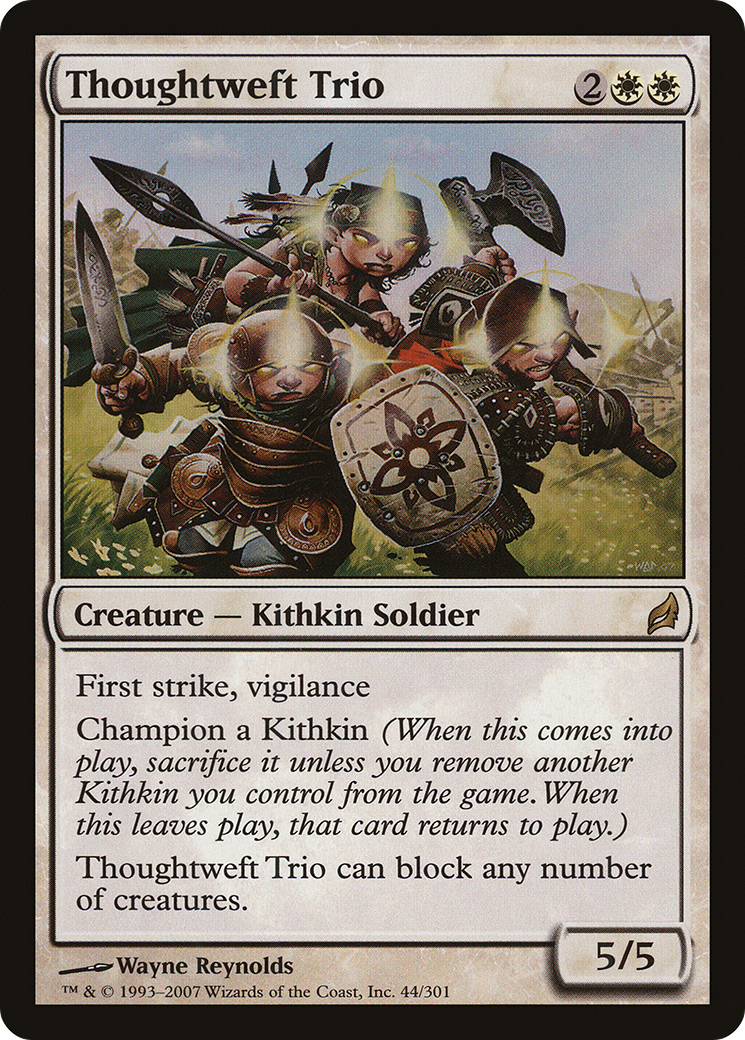 Thoughtweft Trio 2
WAR.07
Creature — Kithkin Soldier
First strike, vigilance
Champion a Kithkin (When this comes into
play, sacrifice it unless you remove another
Kithkin you control from the game. When
this leaves play, that card returns to play.)
Thoughtweft Trio can block any number
of creatures.
5/5
Wayne Reynolds
™ & © 1993–2007 Wizards of the Coast, Inc. 44/301